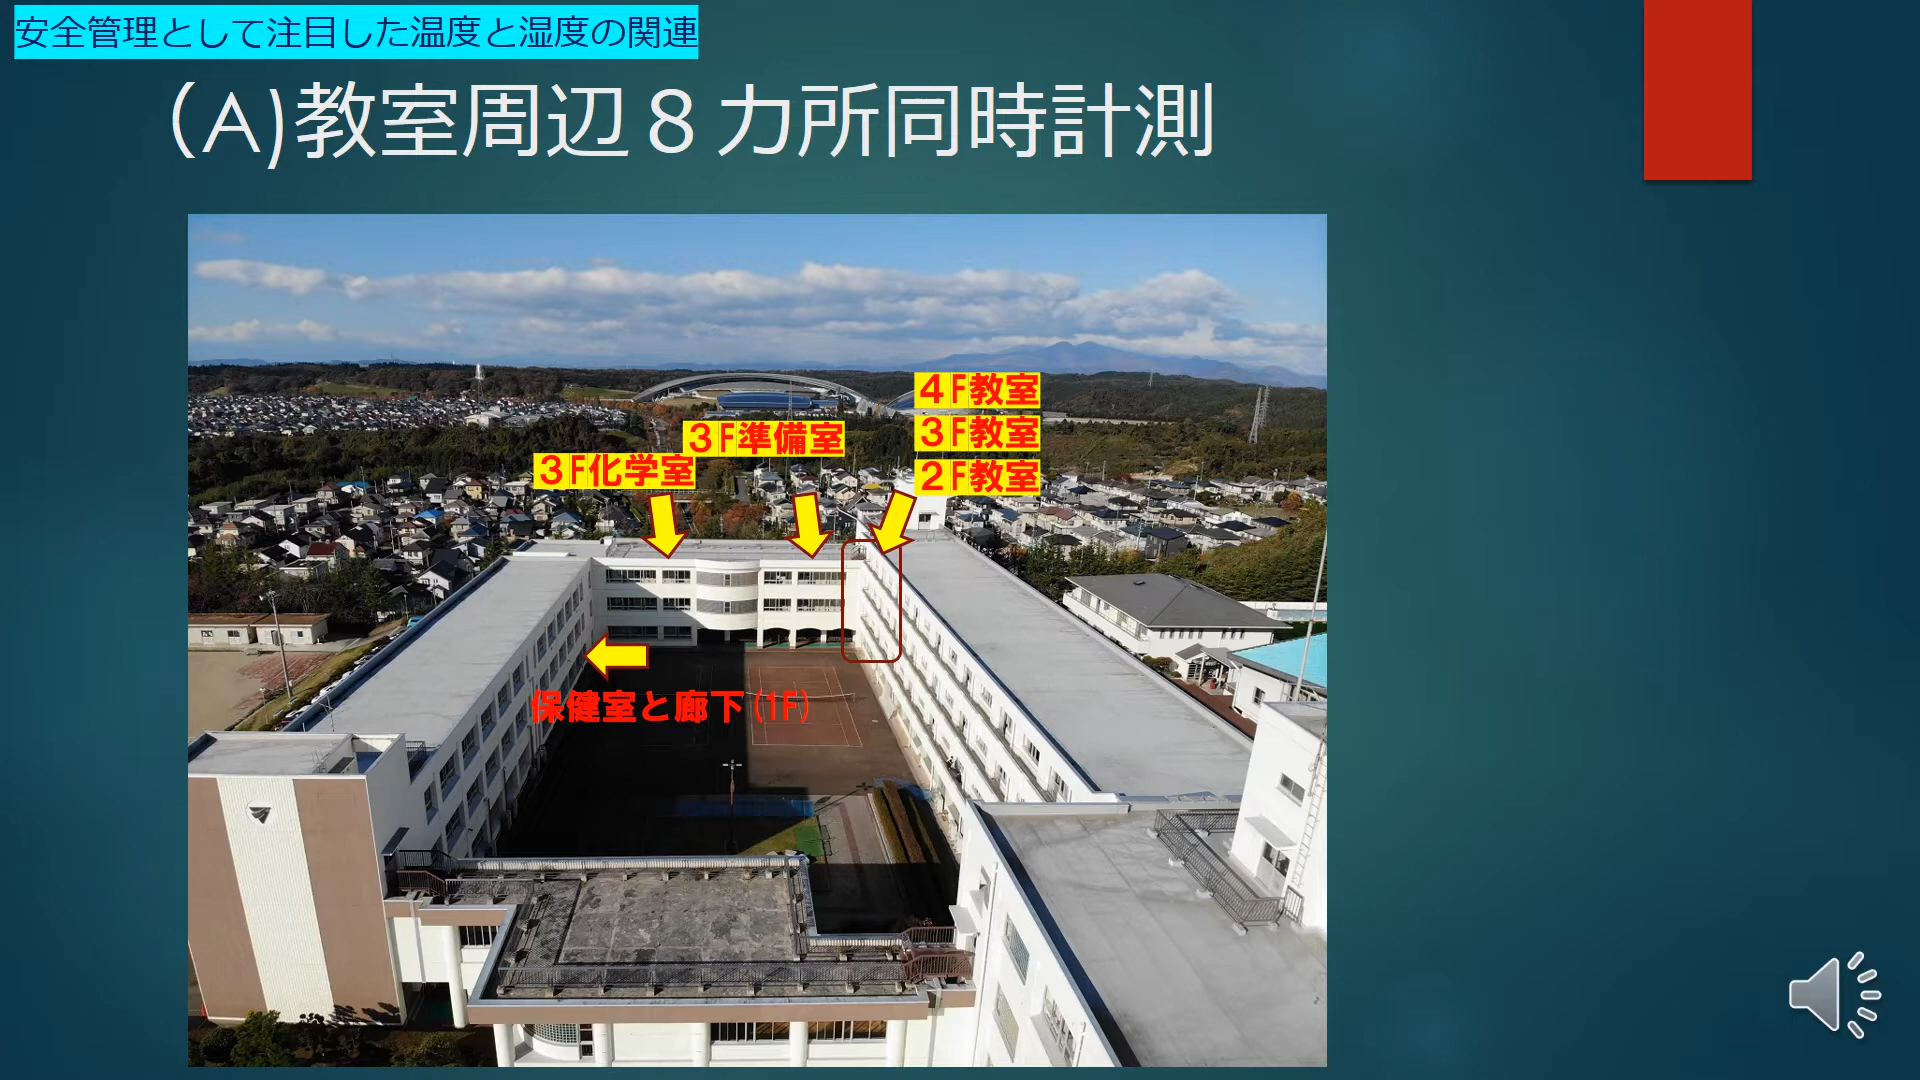 安全管理として注目した温度と湿度の関連
（A)教室周辺８カ所同時計測
４F教室
３F教室
２F教室
３F準備室
３F化学室
保健室と廊下(1F)